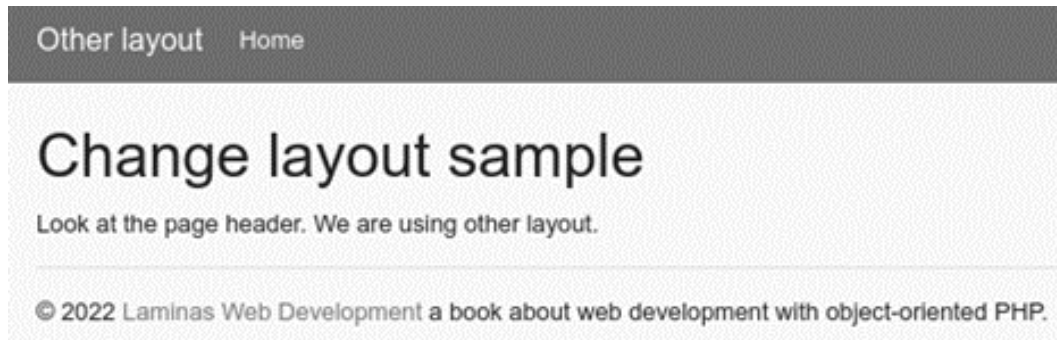 Other layout Home
Change layout sample
Look at the page header. We are using other layout.
© 2022 Laminas Web Development a book about web development with object-oriented PHP.